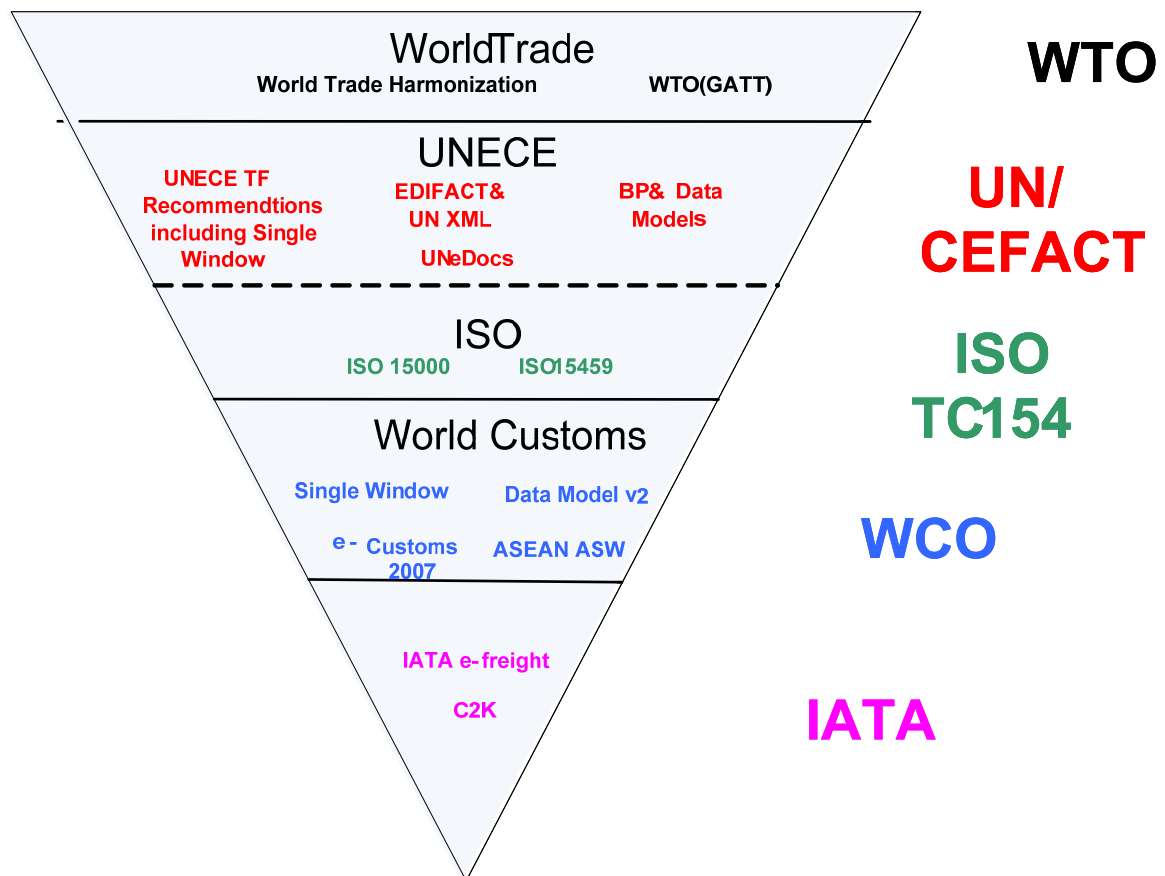 WorldTrade
World Trade Harmonization
WTO(GATT)
WTO
UNECE
UNECE TF
Recommendtions
including Single
Window
EDIFACT&
UN XML
UNeDocs
BP& Data
Models
UN/
CEFACT
ISO
ISO 15000
ISO15459
ISO
TC154
World Customs
Single Window
Data Model v2
e- Customs
2007
ASEAN ASW
WCO
IATA e-freight
C2K
IATA